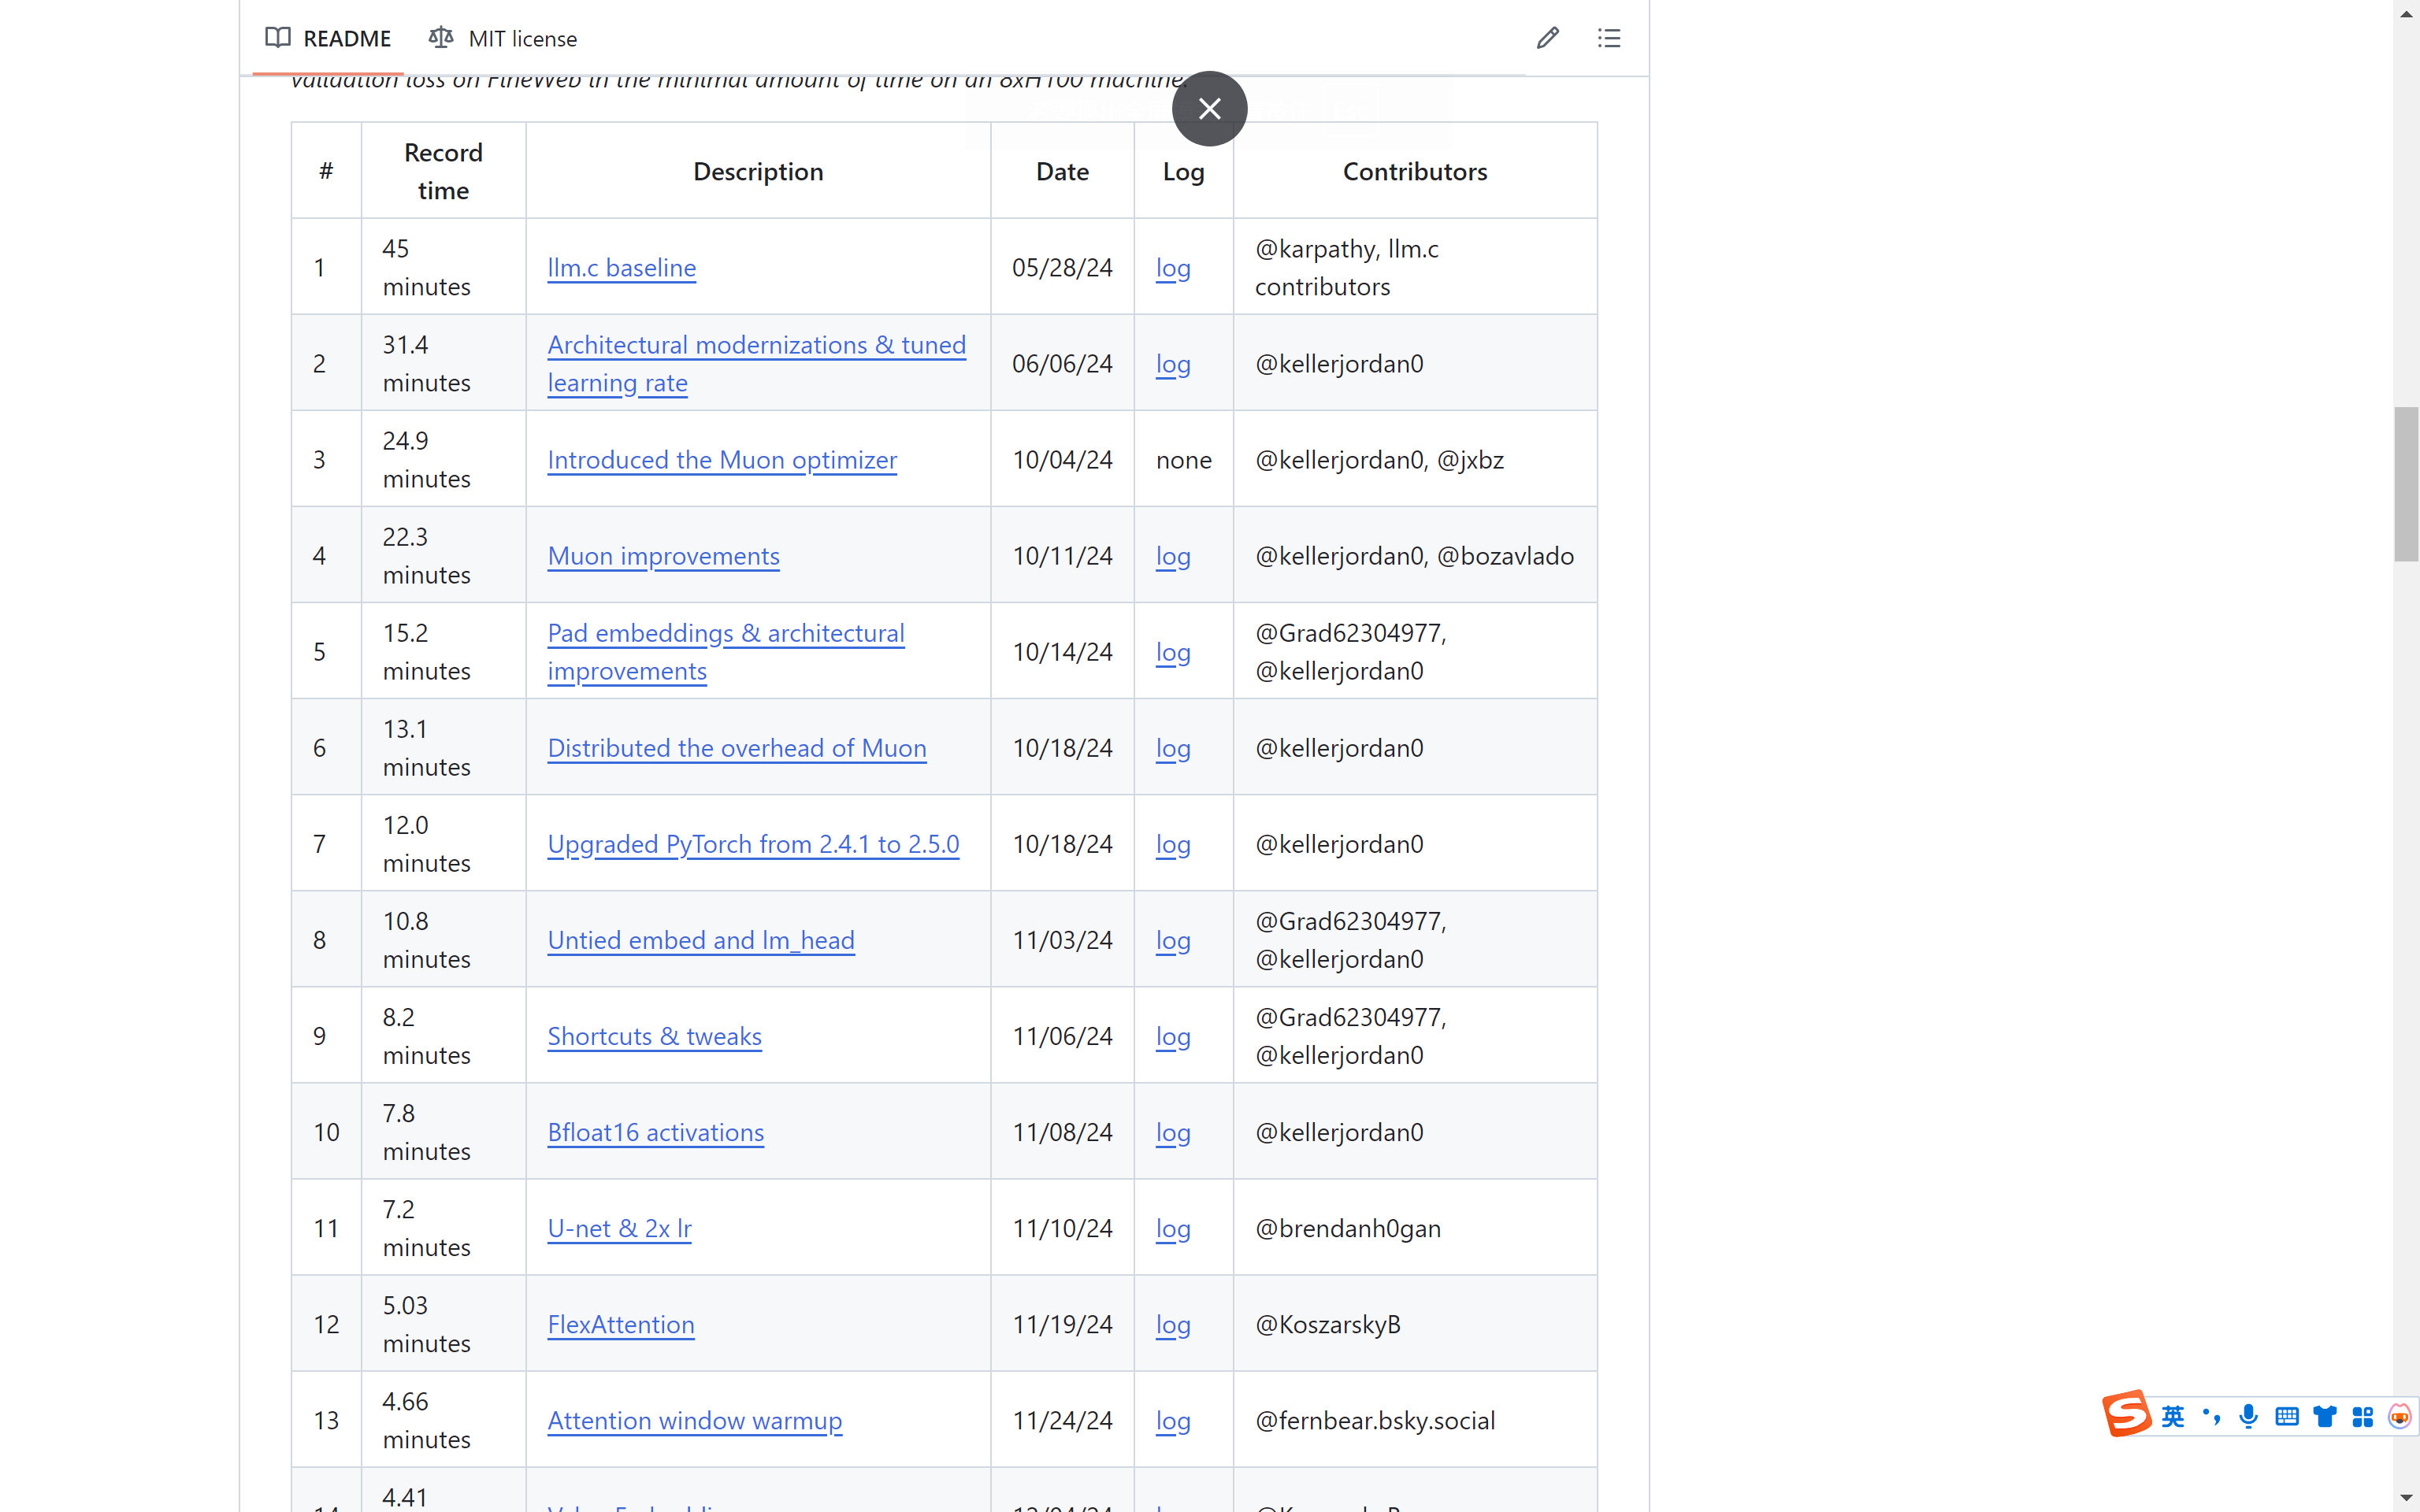 README
MIT license
validation loss on FineWeb in the minimal amount of time on an 8xH100 machine.
#
Record time
Description
Date
Log
Contributors
1
45 minutes
llm.c baseline
05/28/24
log
@karpathy, llm.c contributors
2
31.4 minutes
Architectural modernizations & tuned learning rate
06/06/24
log
@kellerjordan0
3
24.9 minutes
Introduced the Muon optimizer
10/04/24
none
@kellerjordan0, @jxbz
4
22.3 minutes
Muon improvements
10/11/24
log
@kellerjordan0, @bozavlado
5
15.2 minutes
Pad embeddings & architectural improvements
10/14/24
log
@Grad62304977, @kellerjordan0
6
13.1 minutes
Distributed the overhead of Muon
10/18/24
log
@kellerjordan0
7
12.0 minutes
Upgraded PyTorch from 2.4.1 to 2.5.0
10/18/24
log
@kellerjordan0
8
10.8 minutes
Untied embed and lm_head
11/03/24
log
@Grad62304977, @kellerjordan0
9
8.2 minutes
Shortcuts & tweaks
11/06/24
log
@Grad62304977, @kellerjordan0
10
7.8 minutes
Bfloat16 activations
11/08/24
log
@kellerjordan0
11
7.2 minutes
U-net & 2x lr
11/10/24
log
@brendanh0gan
12
5.03 minutes
FlexAttention
11/19/24
log
@KoszarskyB
13
4.66 minutes
Attention window warmup
11/24/24
log
@fernbear.bsky.social
4.41
英